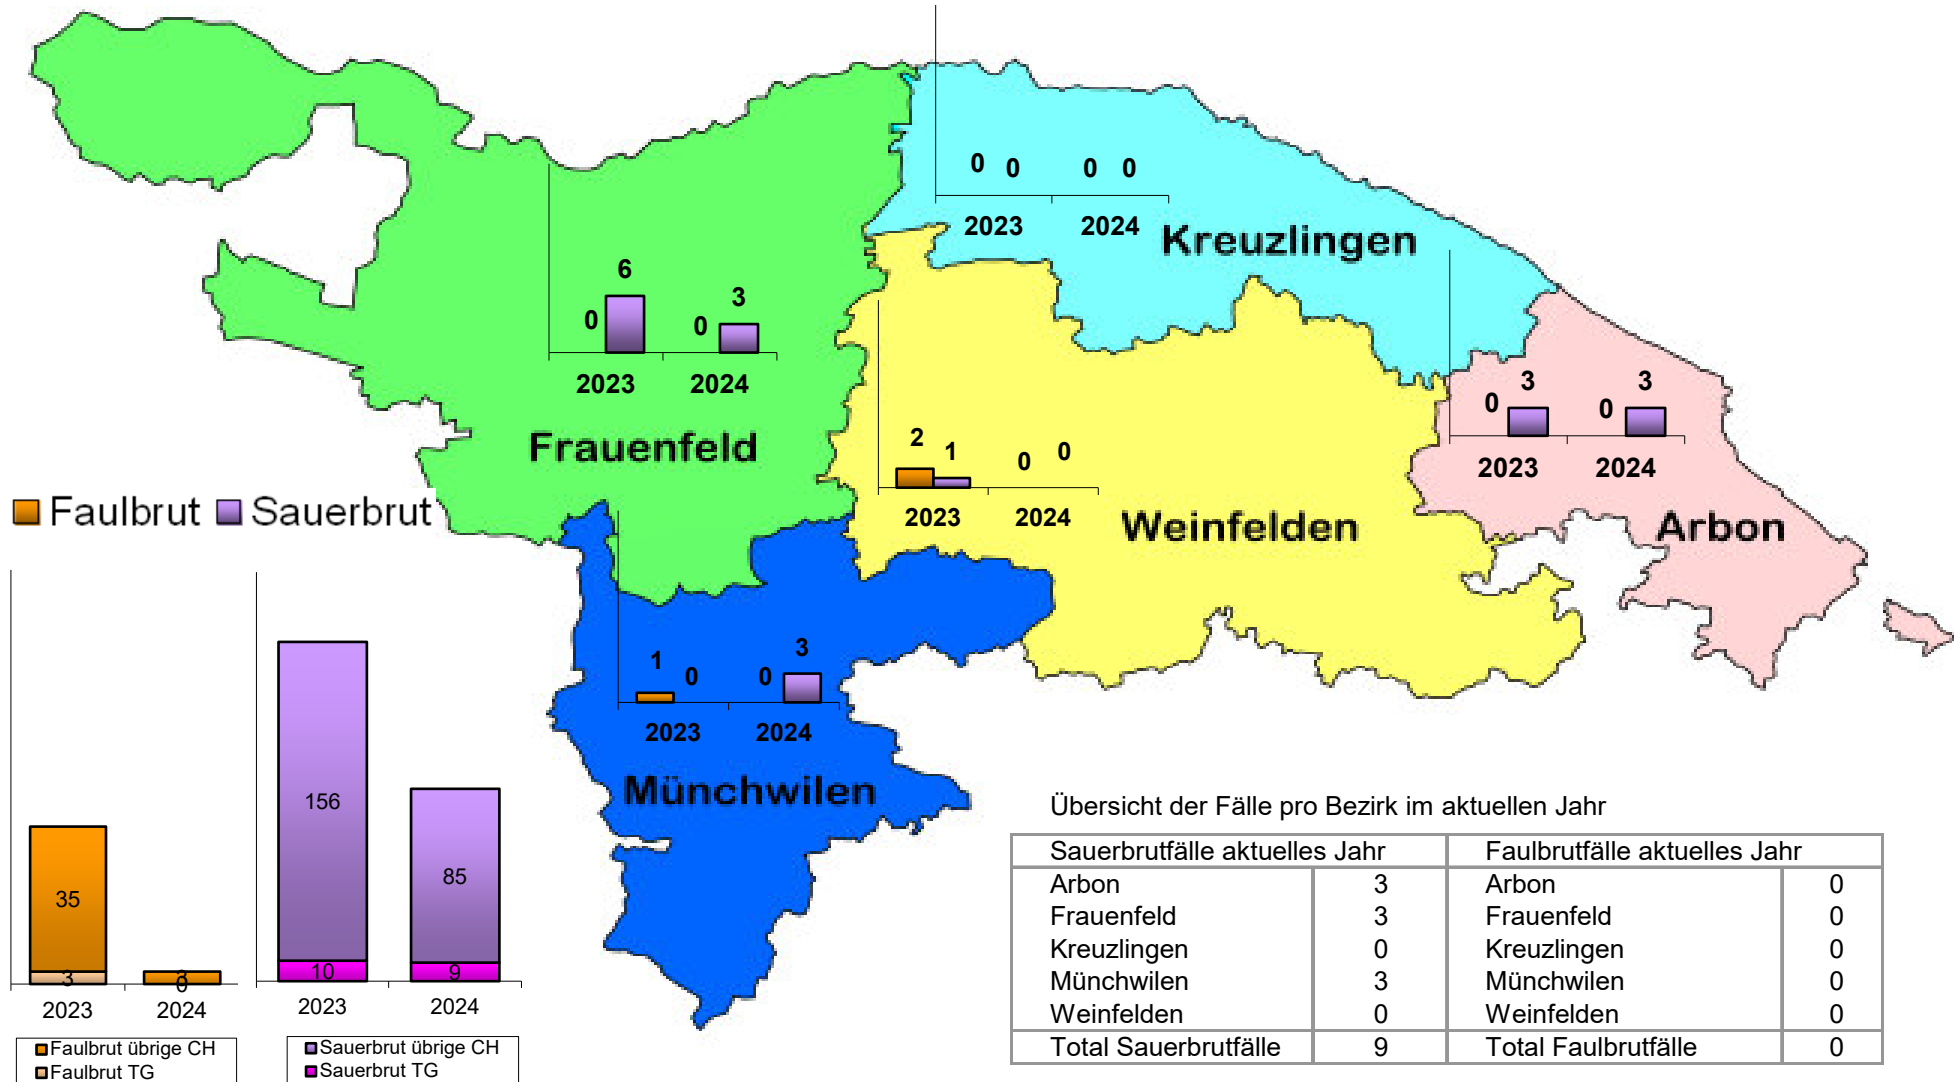 0 0 0 0
2023 2024
Kreuzlingen
6
0
3
0
2023 2024
Frauenfeld
3
0
3
0
2023 2024
Arbon
2
1
0
0
2023 2024
Weinfelden
Faulbrut Sauerbrut
1
0
0
3
2023 2024
Münchwilen
35
3
3
0
2023 2024
Faulbrut übrige CH
Faulbrut TG
156
10
85
9
2023 2024
Sauerbrut übrige CH
Sauerbrut TG
Übersicht der Fälle pro Bezirk im aktuellen Jahr
Sauerbrutfälle aktuelles Jahr Faulbrutfälle aktuelles Jahr
Arbon 3 Arbon 0
Frauenfeld 3 Frauenfeld 0
Kreuzlingen 0 Kreuzlingen 0
Münchwilen 3 Münchwilen 0
Weinfelden 0 Weinfelden 0
Total Sauerbrutfälle 9 Total Faulbrutfälle 0